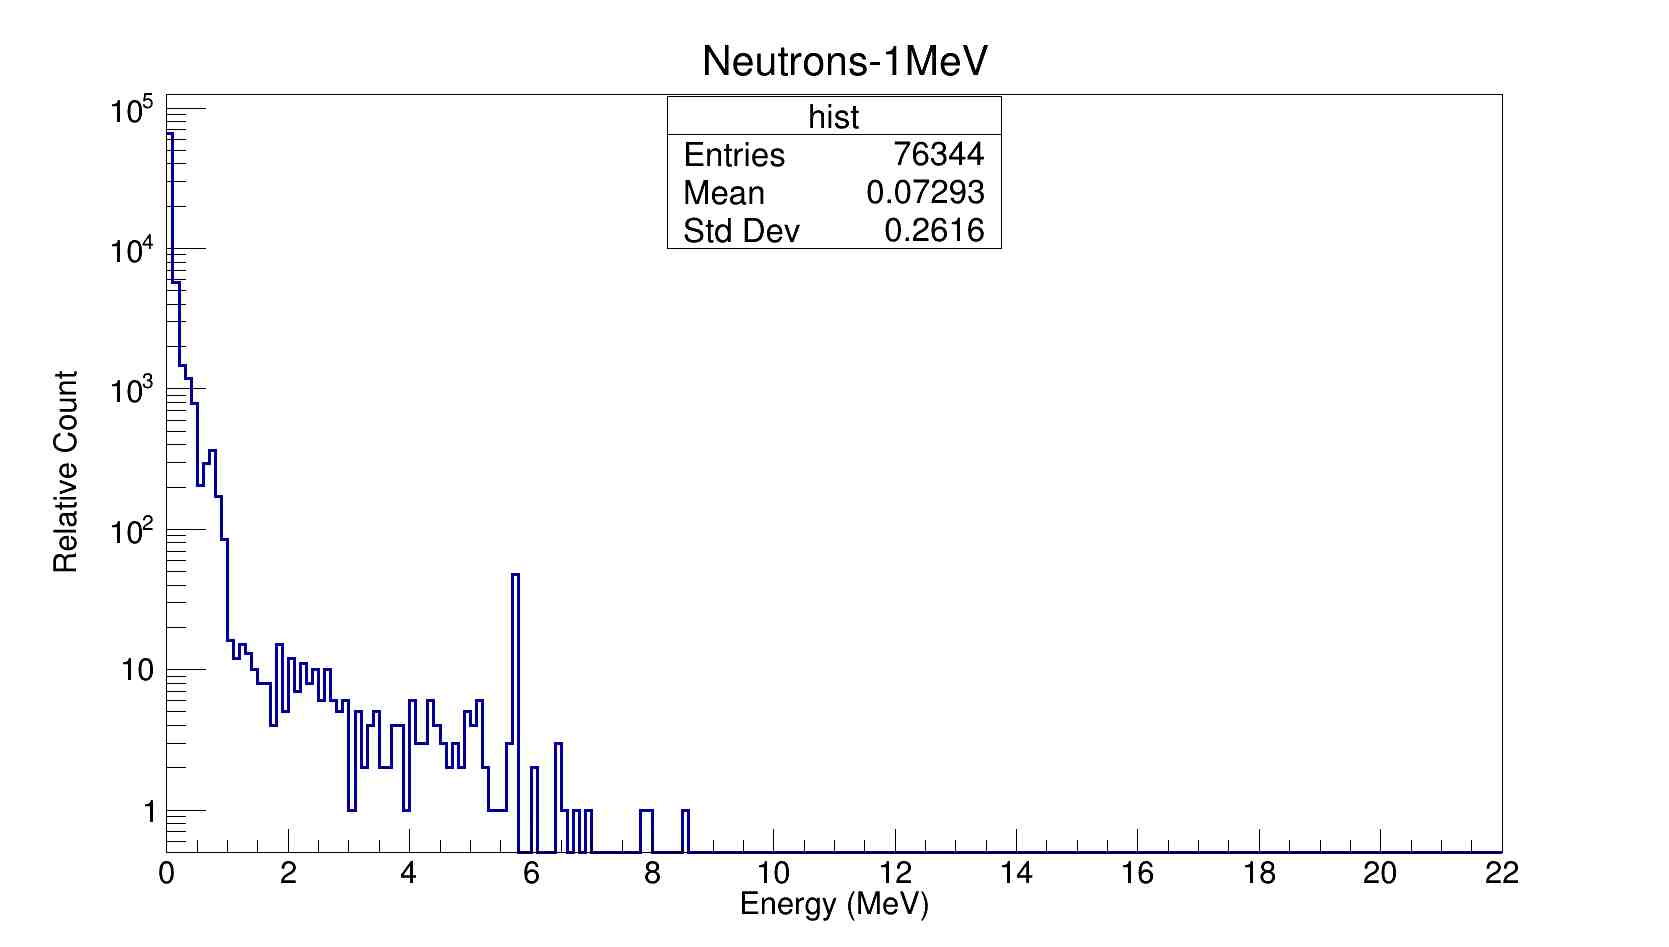 Neutrons-1MeV
hist
Entries 76344
Mean 0.07293
Std Dev 0.2616
Relative Count
10^5
10^4
10^3
10^2
10
1
0 2 4 6 8 10 12 14 16 18 20 22
Energy (MeV)